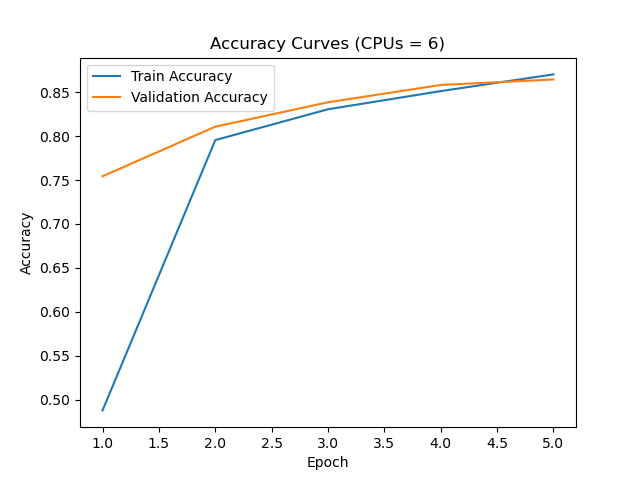 Accuracy Curves (CPUs = 6)
Train Accuracy
Validation Accuracy
Accuracy
0.85
0.80
0.75
0.70
0.65
0.60
0.55
0.50
1.0 1.5 2.0 2.5 3.0 3.5 4.0 4.5 5.0
Epoch